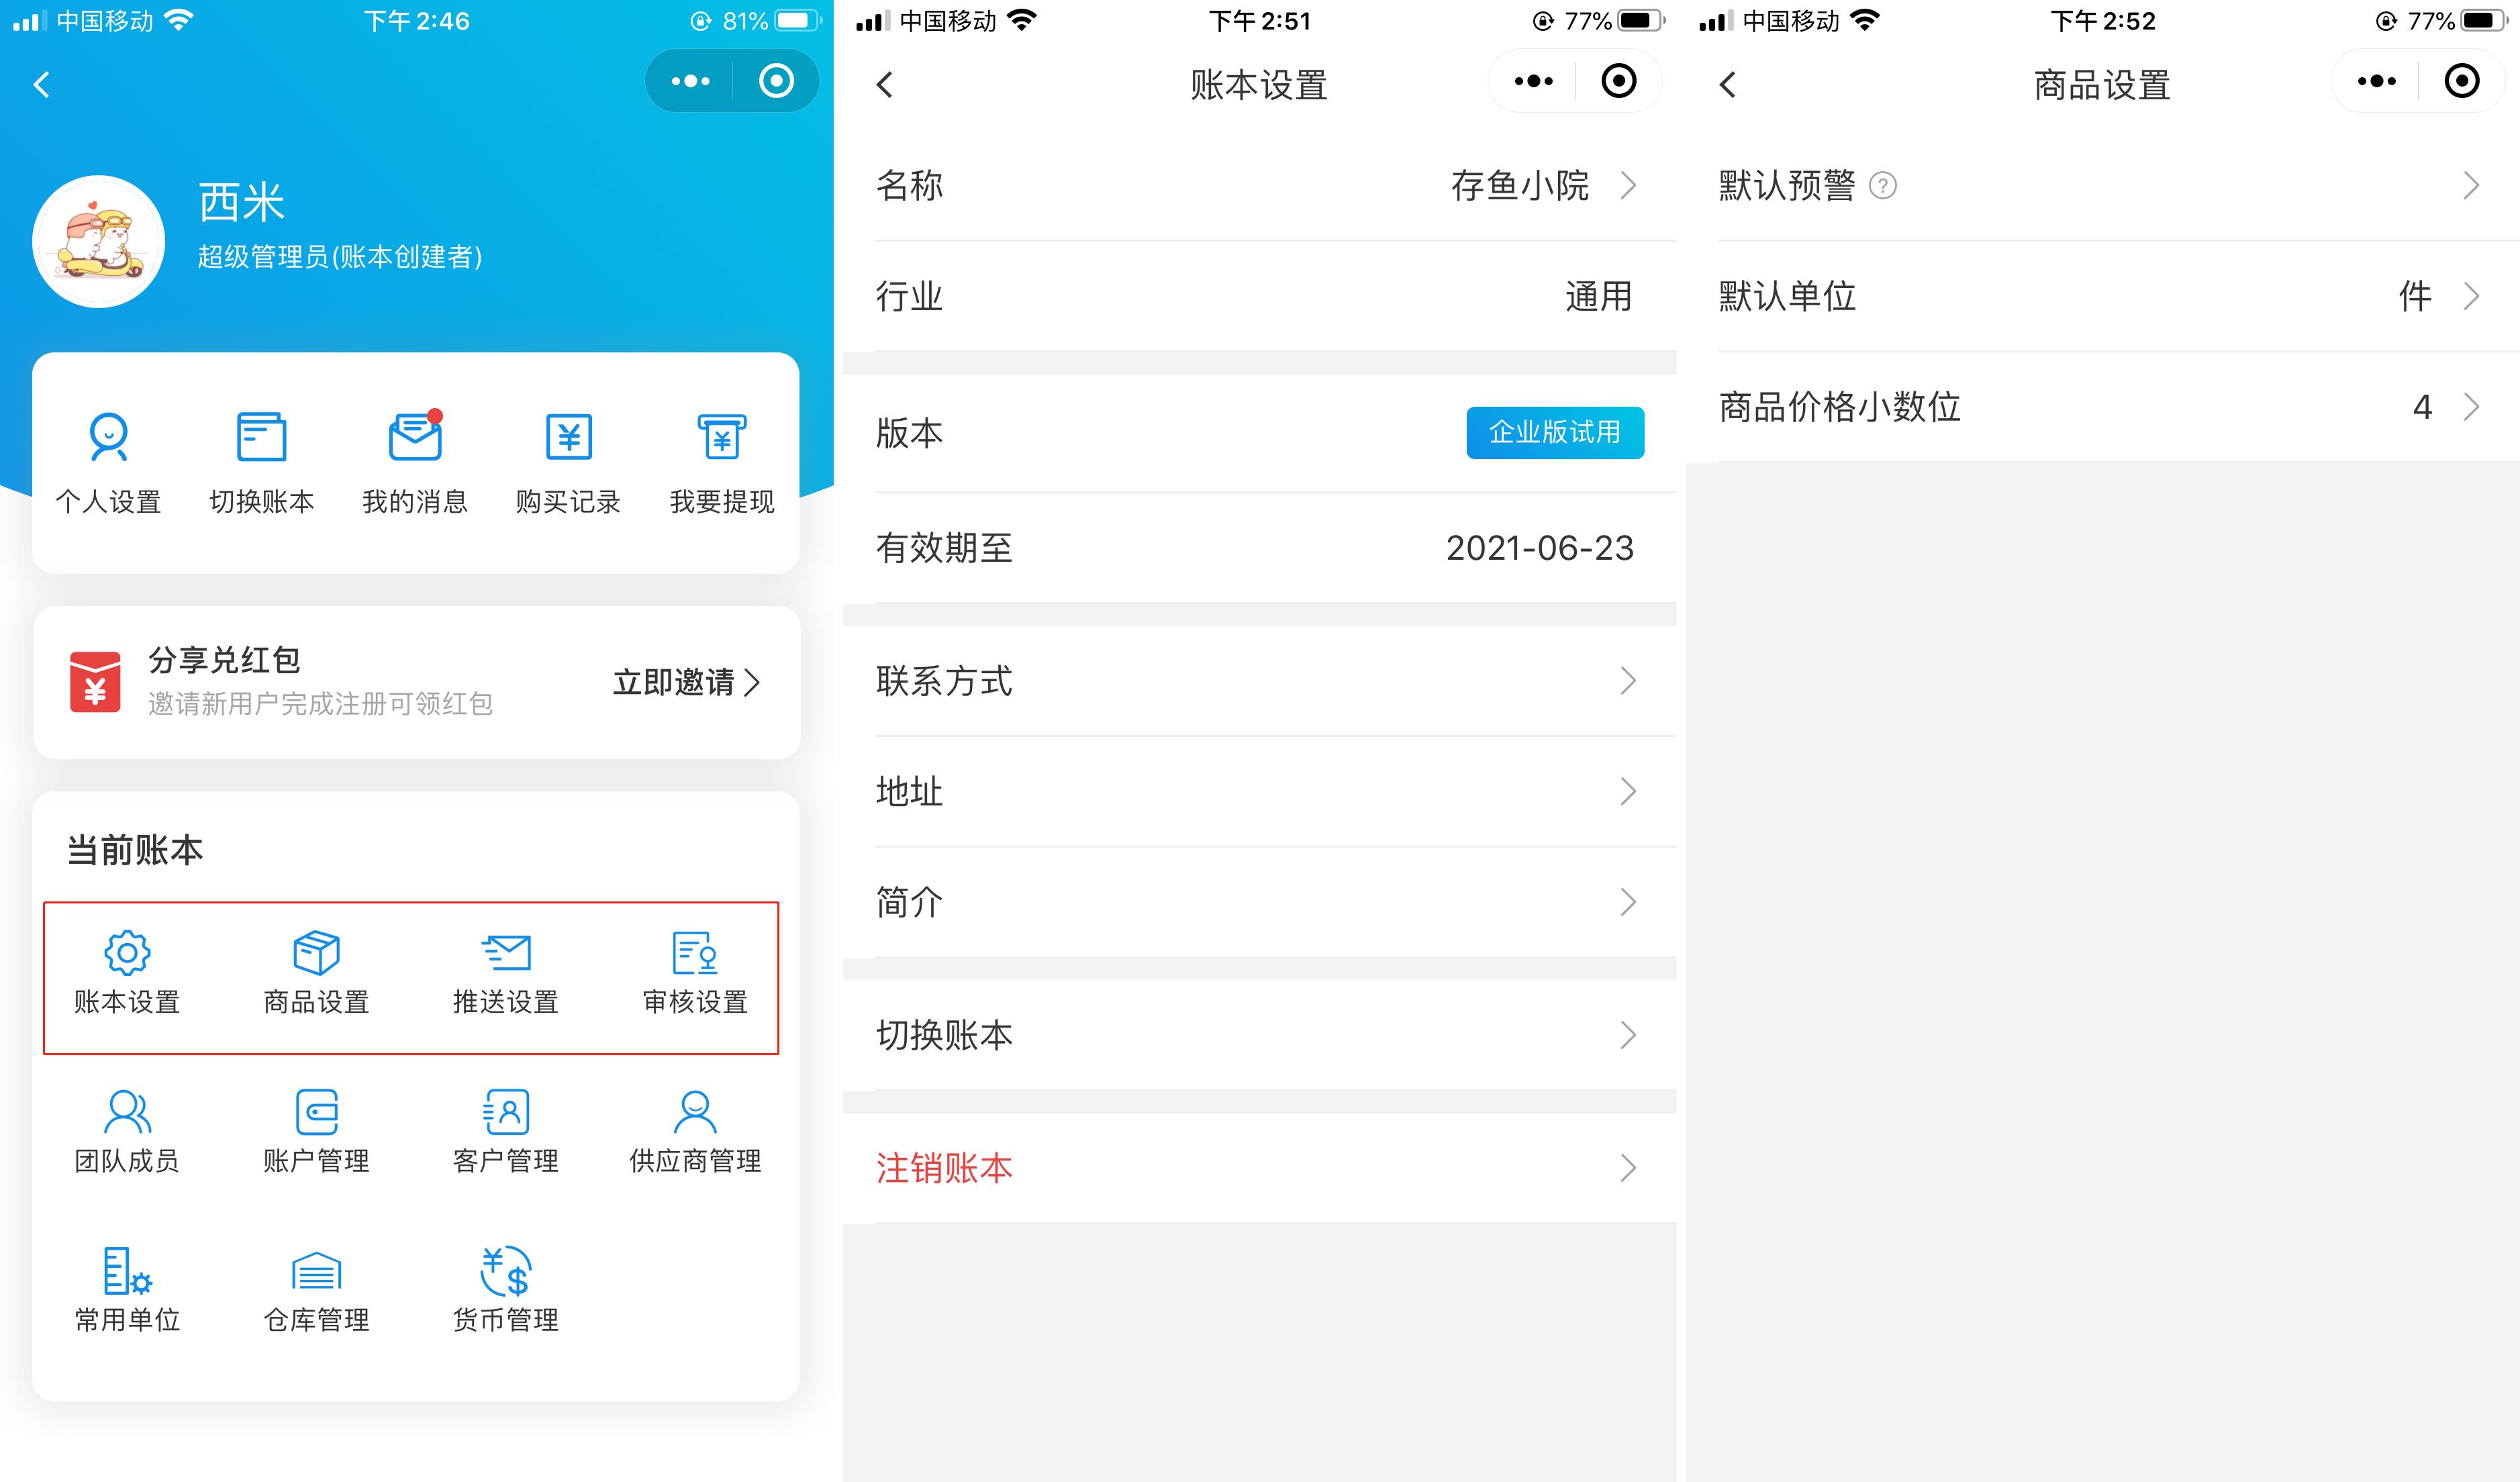 中国移动 下午 2:46 81%
西米
超级管理员(账本创建者)
个人设置 切换账本 我的消息 购买记录 我要提现
分享兑红包
邀请新用户完成注册可领红包
立即邀请
当前账本
账本设置 商品设置 推送设置 审核设置
团队成员 账户管理 客户管理 供应商管理
常用单位 仓库管理 货币管理
中国移动 下午 2:51 77%
账本设置
名称 存鱼小院
行业 通用
版本 企业版试用
有效期至 2021-06-23
联系方式
地址
简介
切换账本
注销账本
中国移动 下午 2:52 77%
商品设置
默认预警 ?
默认单位 件
商品价格小数位 4